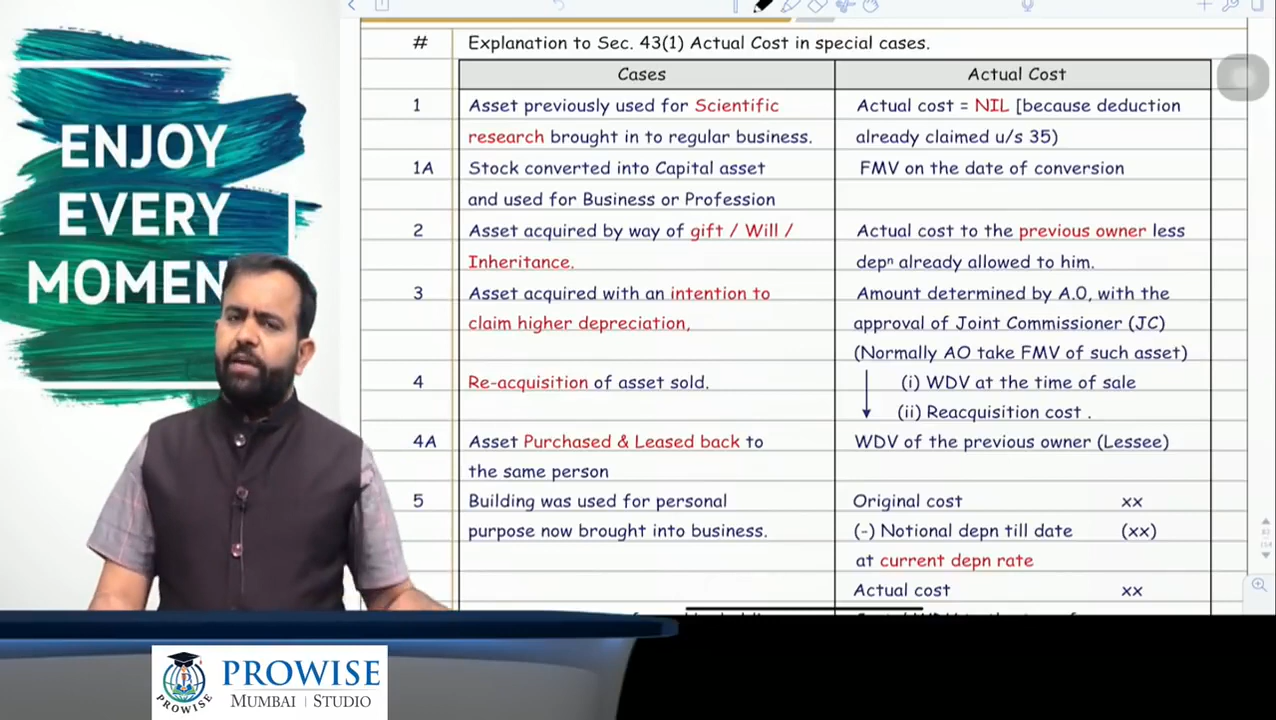 ENJOY
EVERY
MOMEN
# Explanation to Sec. 43(1) Actual Cost in special cases.
Cases Actual Cost
1 Asset previously used for Scientific Actual cost = NIL [because deduction
research brought in to regular business. already claimed u/s 35)
1A Stock converted into Capital asset FMV on the date of conversion
and used for Business or Profession
2 Asset acquired by way of gift / Will / Actual cost to the previous owner less
Inheritance. depⁿ already allowed to him.
3 Asset acquired with an intention to Amount determined by A.O, with the
claim higher depreciation, approval of Joint Commissioner (JC)
(Normally AO take FMV of such asset)
4 Re-acquisition of asset sold. (i) WDV at the time of sale
(ii) Reacquisition cost .
4A Asset Purchased & Leased back to WDV of the previous owner (Lessee)
the same person
5 Building was used for personal Original cost xx
purpose now brought into business. (-) Notional depn till date (xx)
at current depn rate
Actual cost xx
PROWISE
PROWISE
MUMBAI | STUDIO